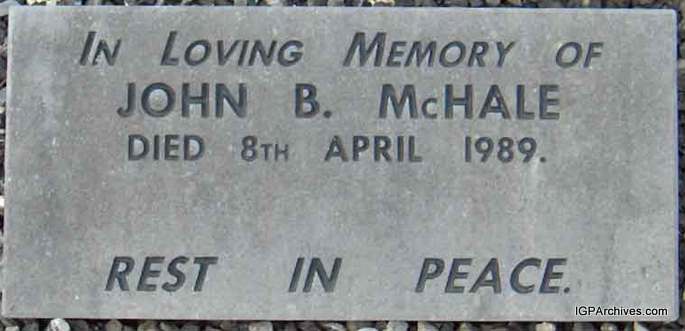 In Loving Memory of
JOHN B. McHALE
DIED 8TH APRIL 1989.
REST IN PEACE.
IGPArchives.com